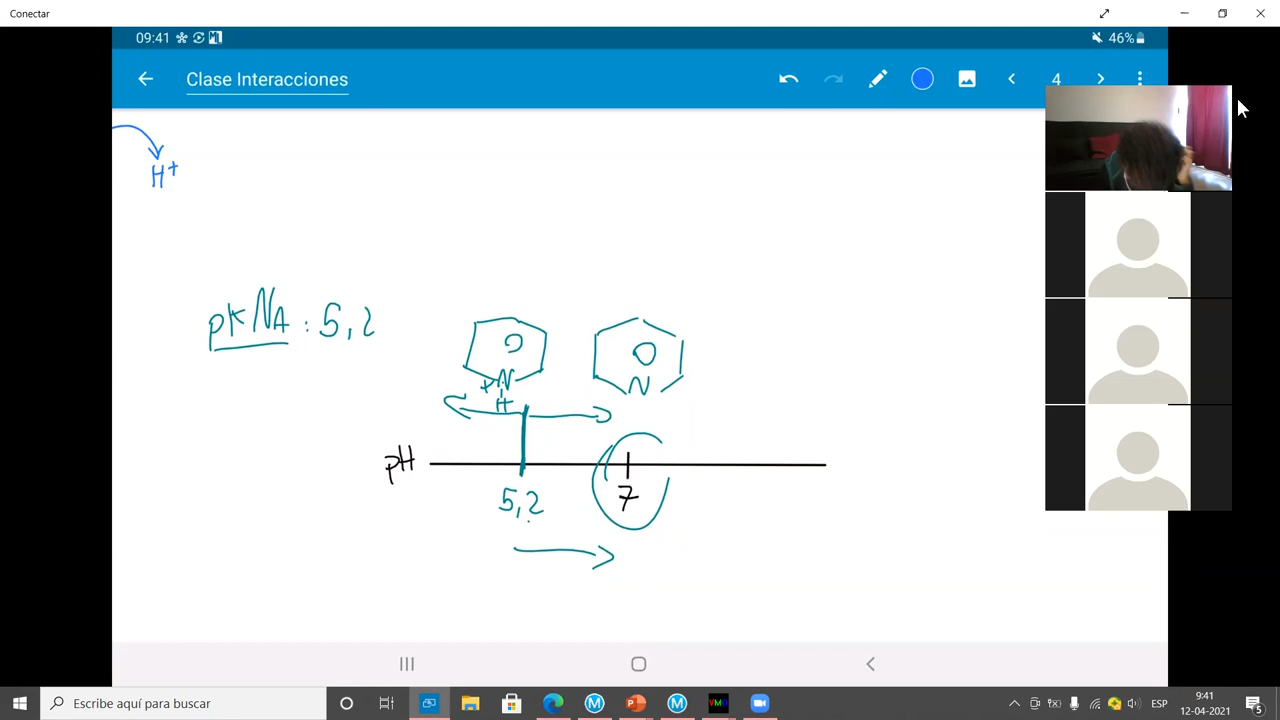 Conectar
09:41 46%
Clase Interacciones
4
H+
pKNA : 5,2
+N
H
N
pH
5,2
7
Escribe aquí para buscar
ESP
9:41
12-04-2021
5